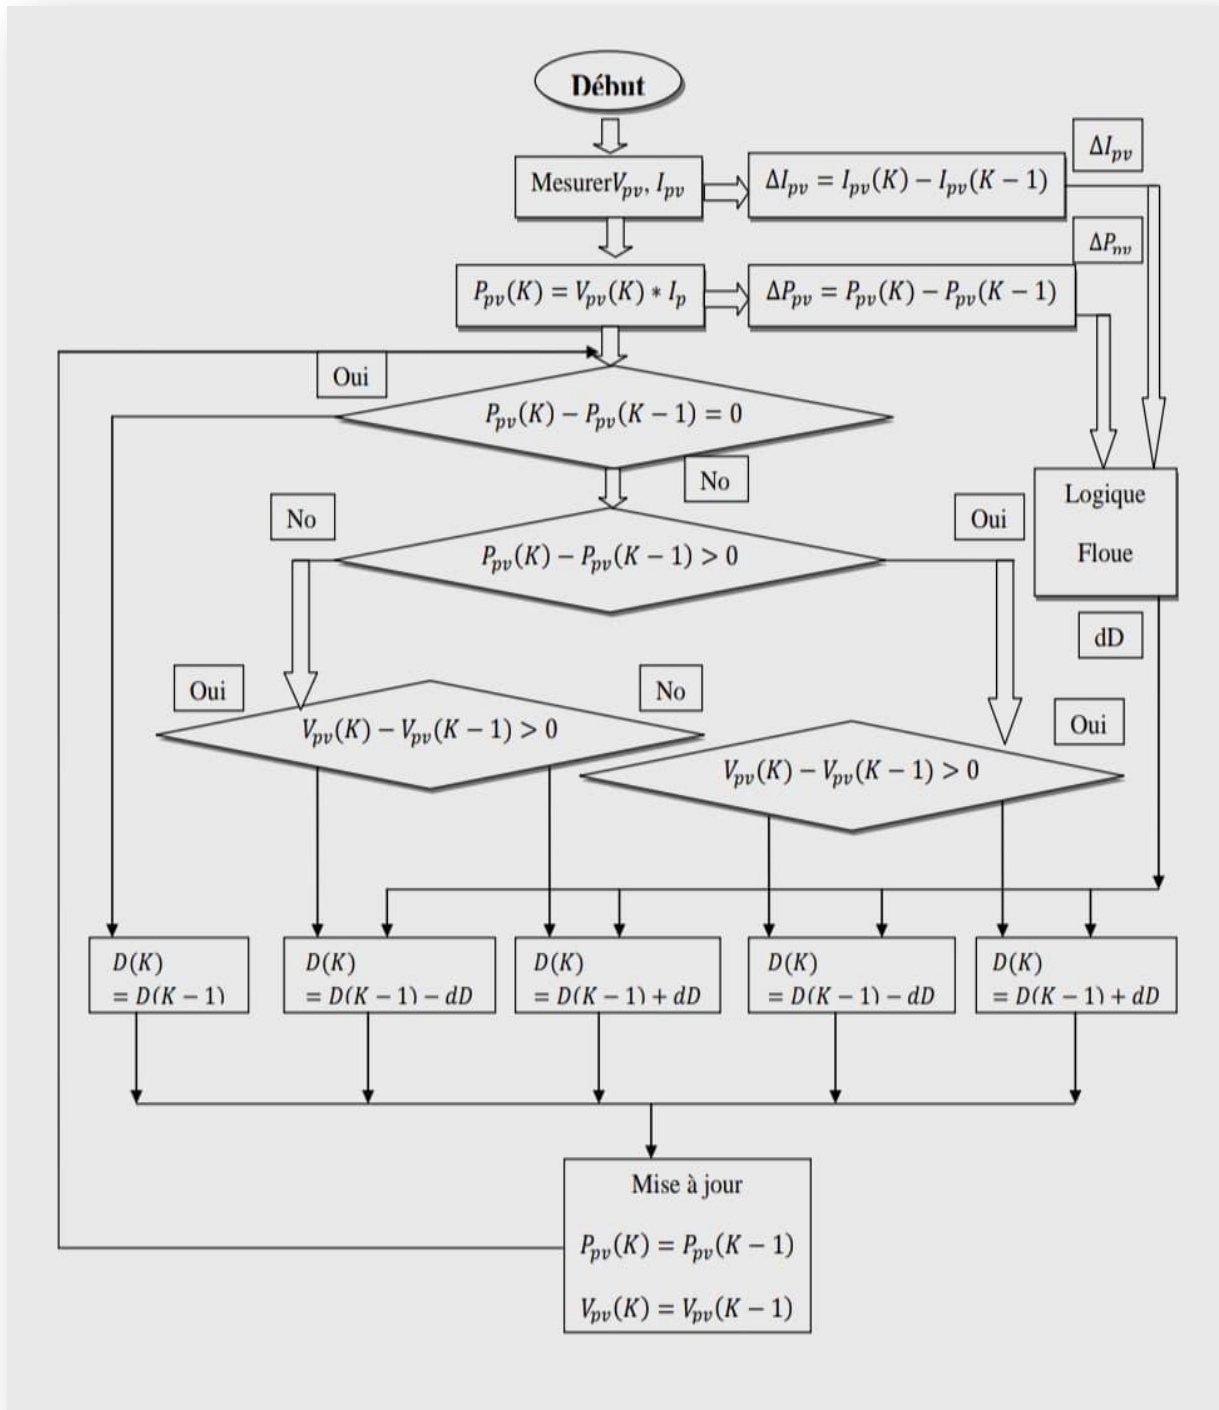 Début
MesurerV_pv, I_pv
ΔI_pv = I_pv(K) − I_pv(K − 1)
ΔI_pv
ΔP_pv
P_pv(K) = V_pv(K) ∗ I_p
ΔP_pv = P_pv(K) − P_pv(K − 1)
Oui
P_pv(K) − P_pv(K − 1) = 0
No
No
Oui
Logique
Floue
P_pv(K) − P_pv(K − 1) > 0
dD
Oui
No
Oui
V_pv(K) − V_pv(K − 1) > 0
V_pv(K) − V_pv(K − 1) > 0
D(K)
= D(K − 1)
D(K)
= D(K − 1) − dD
D(K)
= D(K − 1) + dD
D(K)
= D(K − 1) − dD
D(K)
= D(K − 1) + dD
Mise à jour
P_pv(K) = P_pv(K − 1)
V_pv(K) = V_pv(K − 1)